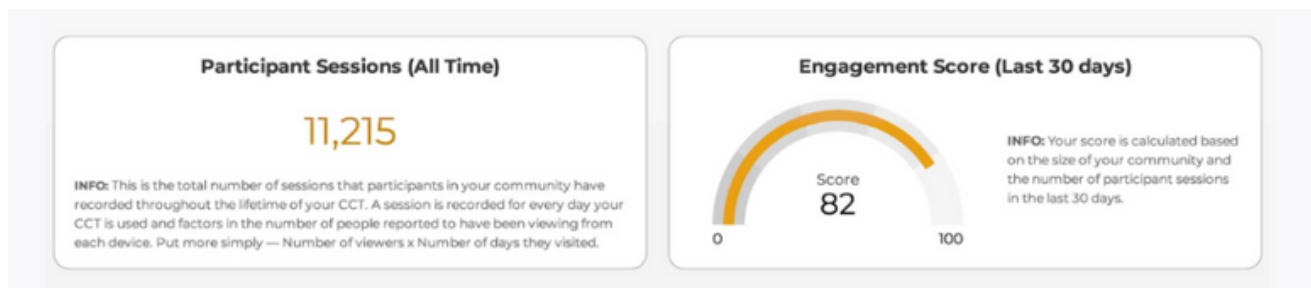 Participant Sessions (All Time)
11,215
INFO: This is the total number of sessions that participants in your community have
recorded throughout the lifetime of your CCT. A session is recorded for every day your
CCT is used and factors in the number of people reported to have been viewing from
each device. Put more simply — Number of viewers x Number of days they visited.
Engagement Score (Last 30 days)
Score
82
0
100
INFO: Your score is calculated based
on the size of your community and
the number of participant sessions
in the last 30 days.